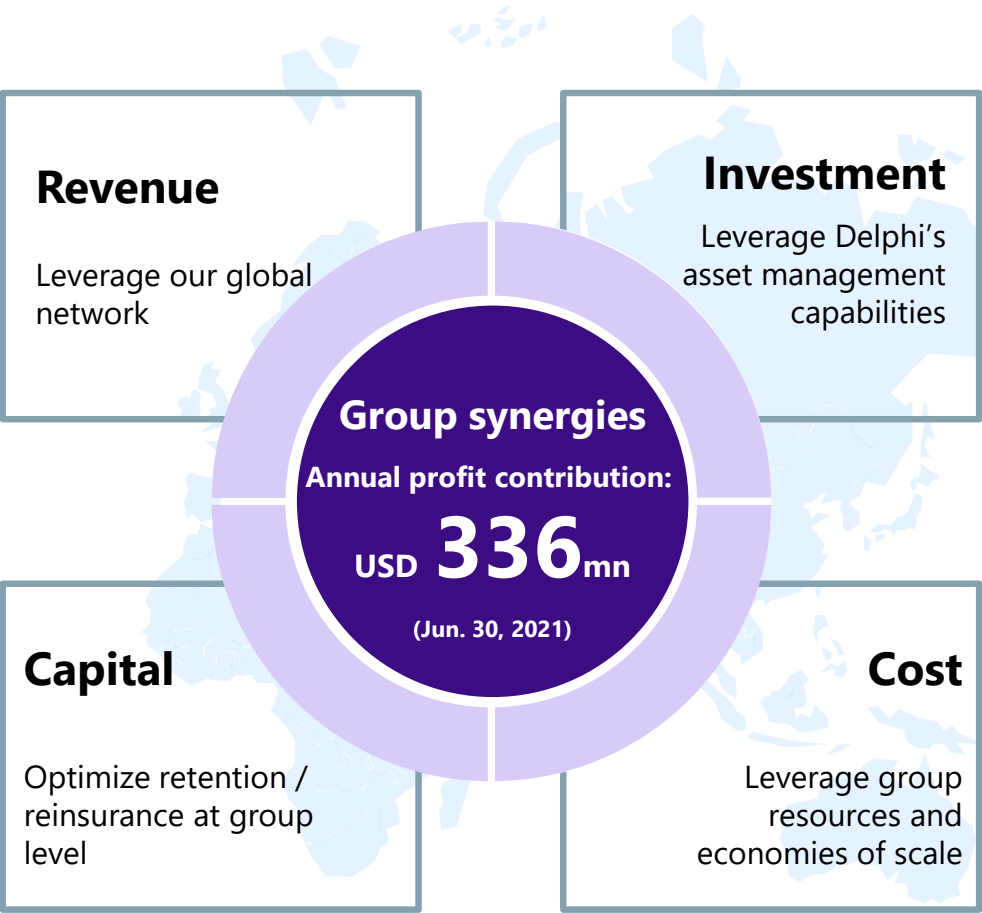 Revenue
Leverage our global
network
Investment
Leverage Delphi’s
asset management
capabilities
Group synergies
Annual profit contribution:
USD 336mn
(Jun. 30, 2021)
Capital
Optimize retention /
reinsurance at group
level
Cost
Leverage group
resources and
economies of scale